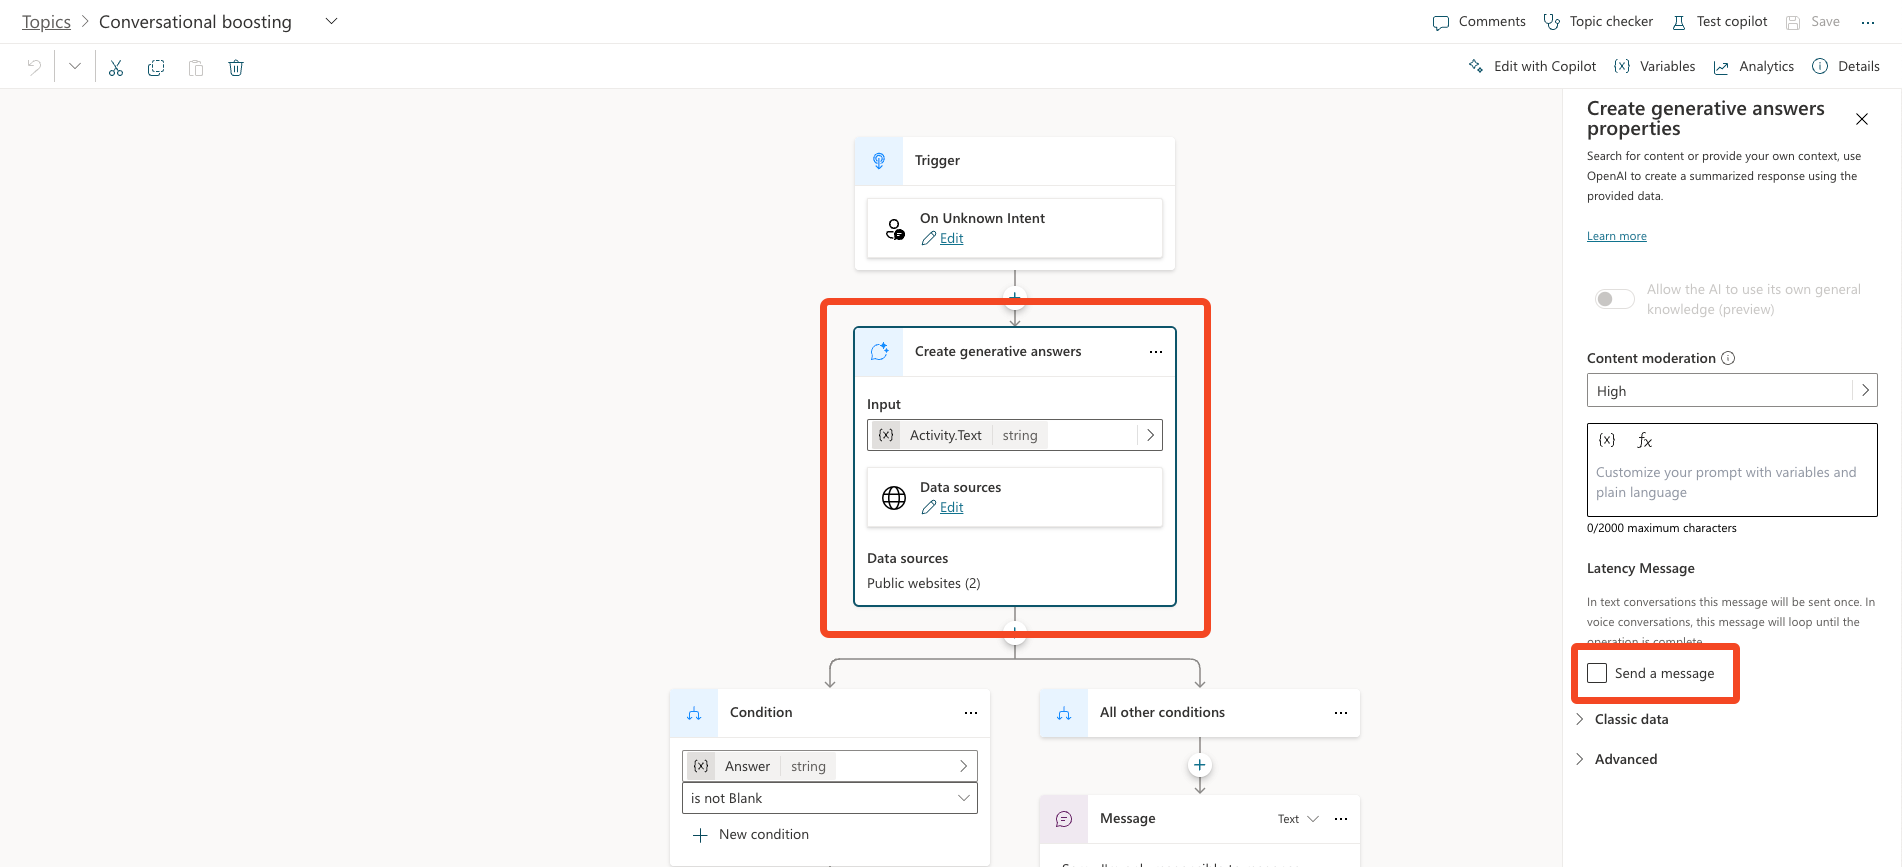 Topics > Conversational boosting
Comments
Topic checker
Test copilot
Save
Edit with Copilot
{x} Variables
Analytics
Details
Trigger
On Unknown Intent
Edit
Create generative answers
Input
{x} Activity.Text string
Data sources
Edit
Data sources
Public websites (2)
Condition
{x} Answer string
is not Blank
New condition
All other conditions
Message
Text
Create generative answers
properties
Search for content or provide your own context, use
OpenAI to create a summarized response using the
provided data.
Learn more
Allow the AI to use its own general
knowledge (preview)
Content moderation
High
{x} fx
Customize your prompt with variables and
plain language
0/2000 maximum characters
Latency Message
In text conversations this message will be sent once. In
voice conversations, this message will loop until the
operation is complete
Send a message
Classic data
Advanced